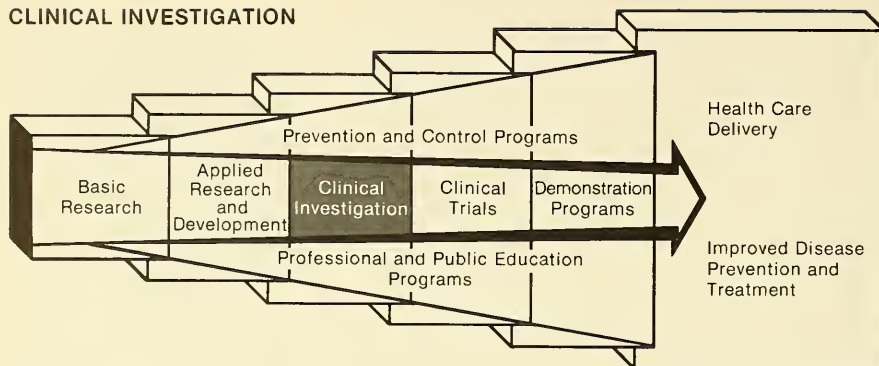 CLINICAL INVESTIGATION
Prevention and Control Programs
Health Care
Delivery
Basic
Research
Applied
Research
and
Development
Clinical
Investigation
Clinical
Trials
Demonstration
Programs
Professional and Public Education
Programs
Improved Disease
Prevention and
Treatment